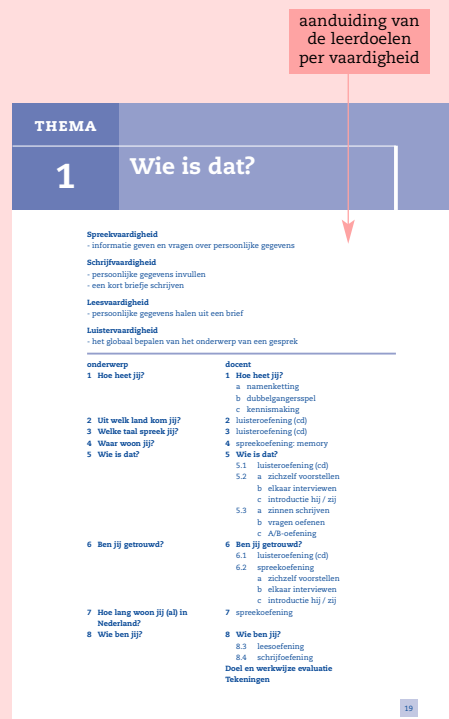 aanduiding van
de leerdoelen
per vaardigheid
THEMA
1
Wie is dat?
Spreekvaardigheid
- informatie geven en vragen over persoonlijke gegevens
Schrijfvaardigheid
- persoonlijke gegevens invullen
- een kort briefje schrijven
Leesvaardigheid
- persoonlijke gegevens halen uit een brief
Luistervaardigheid
- het globaal bepalen van het onderwerp van een gesprek
onderwerp docent
1 Hoe heet jij? 1 Hoe heet jij?
a namenketting
b dubbelgangersspel
c kennismaking
2 Uit welk land kom jij? 2 luisteroefening (cd)
3 Welke taal spreek jij? 3 luisteroefening (cd)
4 Waar woon jij? 4 spreekoefening: memory
5 Wie is dat? 5 Wie is dat?
5.1 luisteroefening (cd)
5.2 a zichzelf voorstellen
b elkaar interviewen
c introductie hij / zij
5.3 a zinnen schrijven
b vragen oefenen
c A/B-oefening
6 Ben jij getrouwd? 6 Ben jij getrouwd?
6.1 luisteroefening (cd)
6.2 spreekoefening
a zichzelf voorstellen
b elkaar interviewen
c introductie hij / zij
7 Hoe lang woon jij (al) in 7 spreekoefening
Nederland?
8 Wie ben jij? 8 Wie ben jij?
8.3 leesoefening
8.4 schrijfoefening
Doel en werkwijze evaluatie
Tekeningen
19